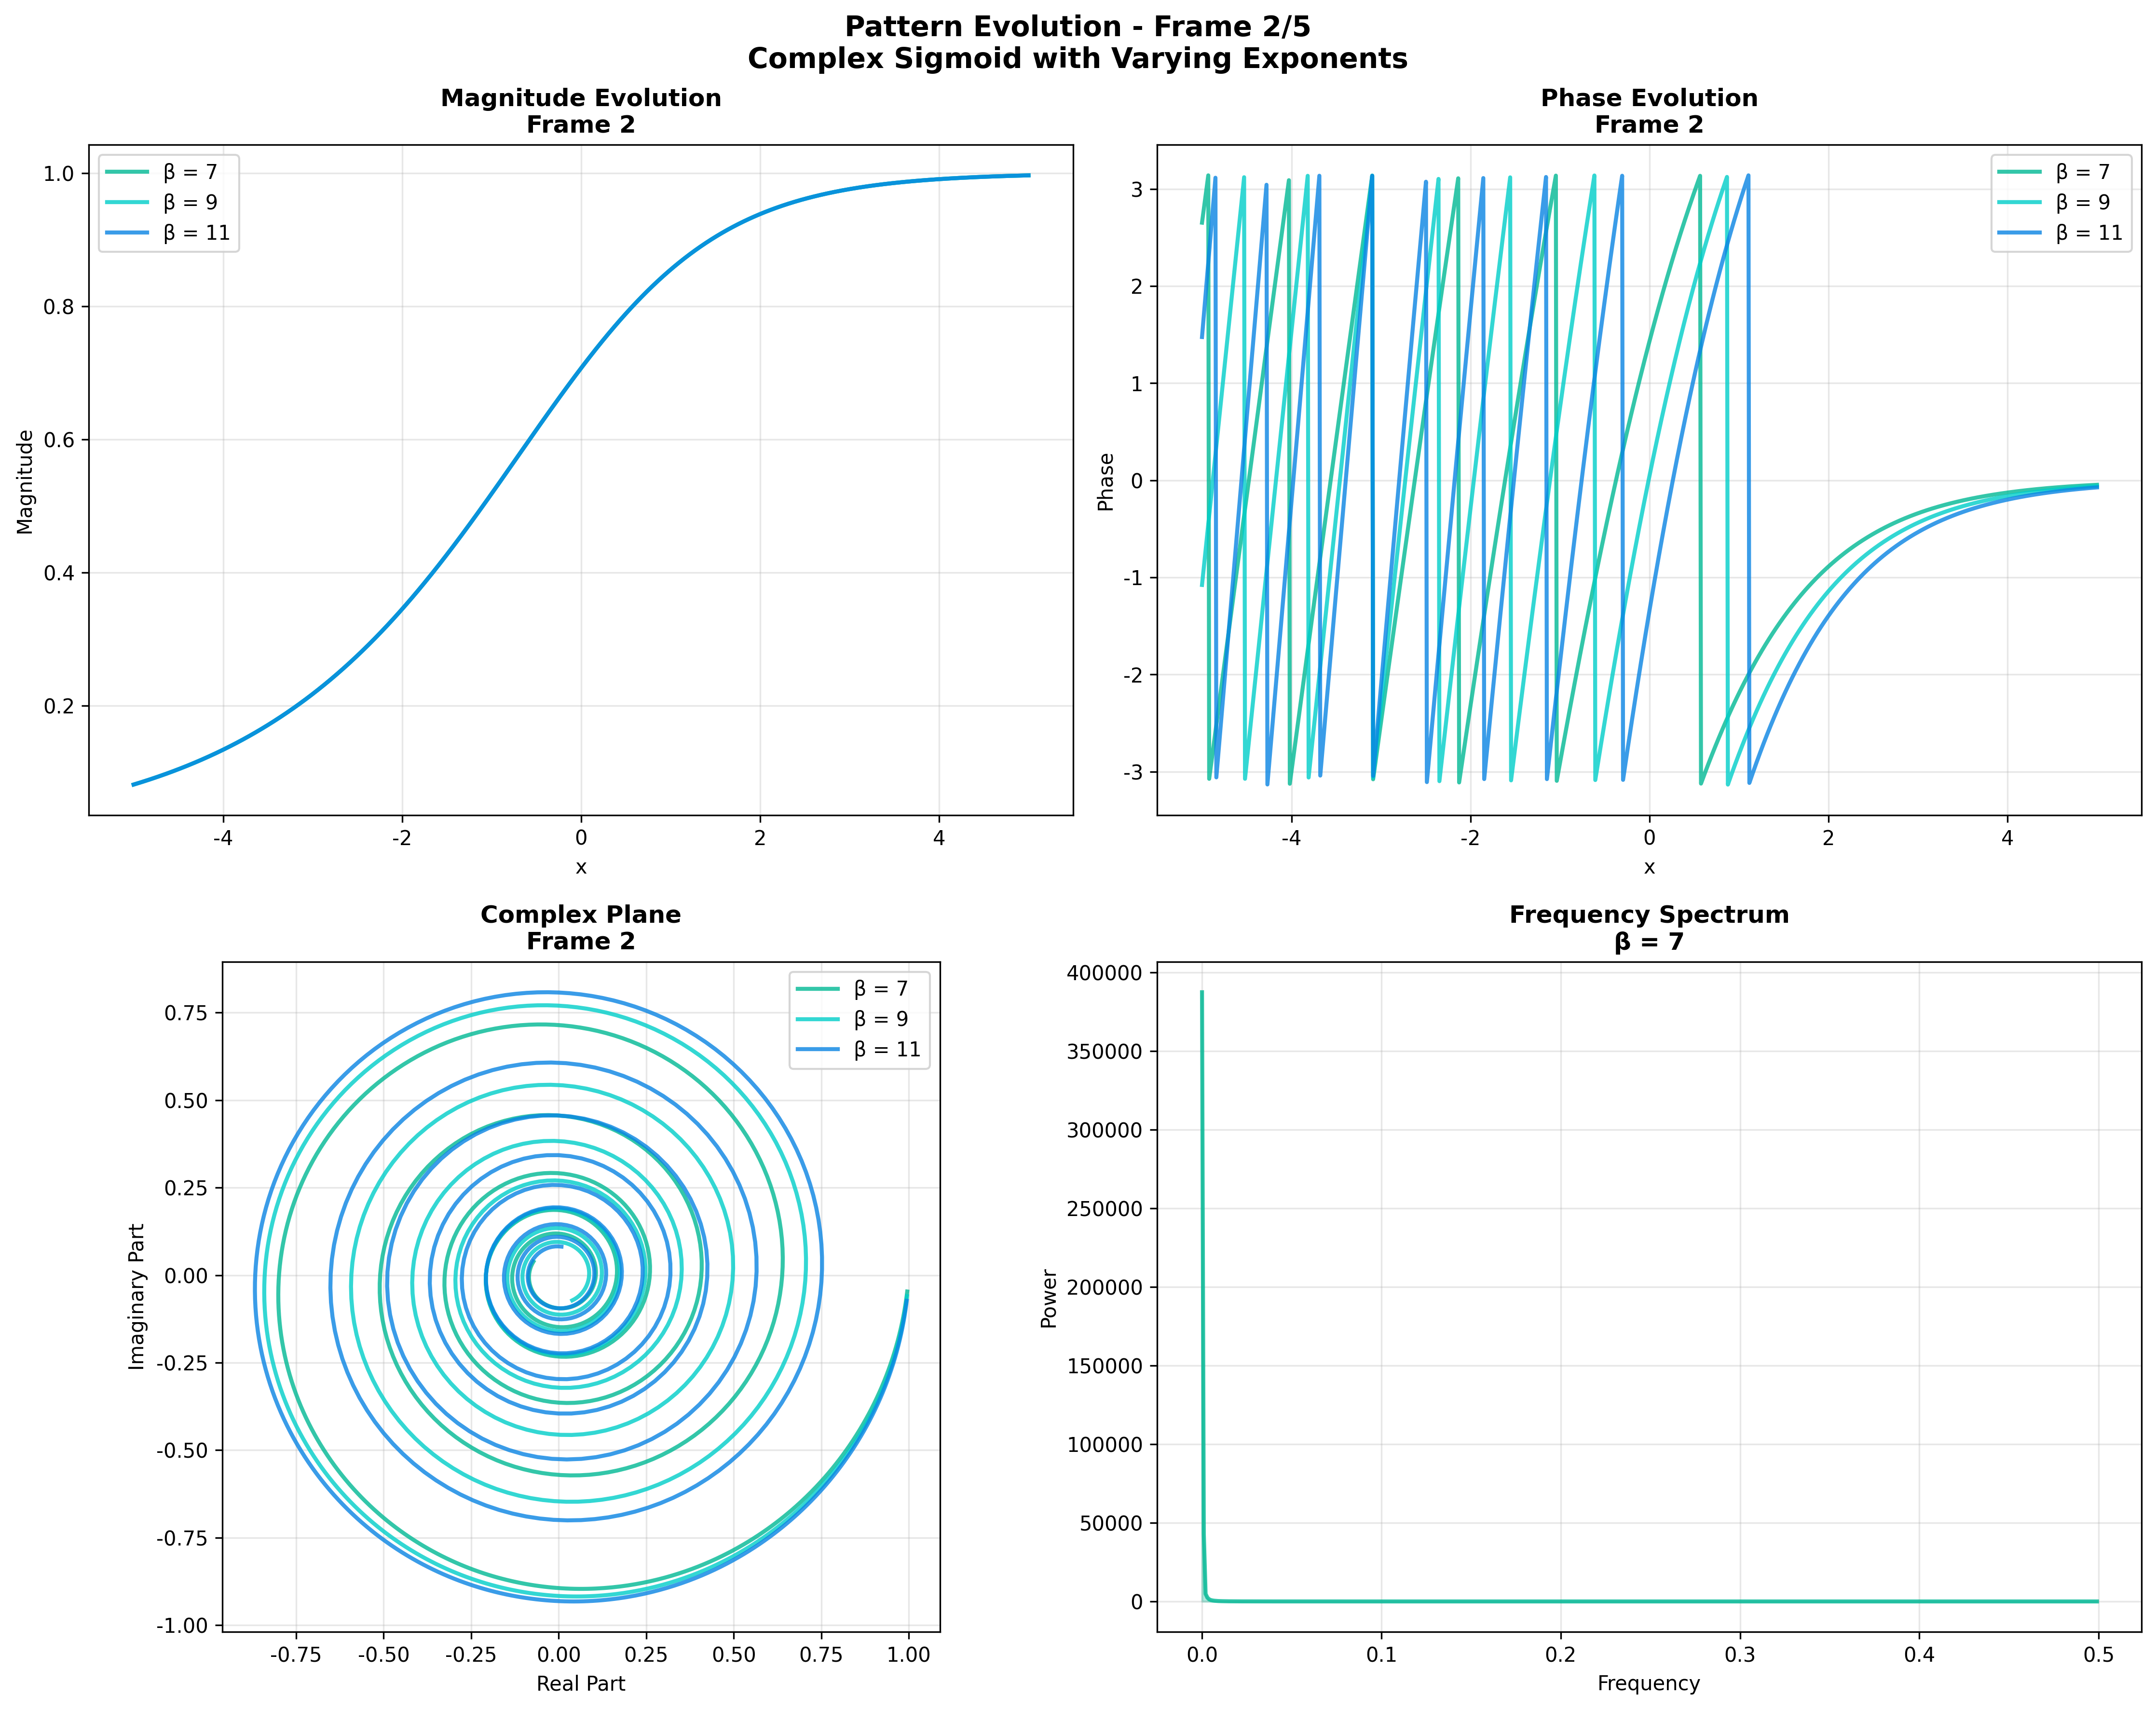 Pattern Evolution - Frame 2/5
Complex Sigmoid with Varying Exponents
Magnitude Evolution
Frame 2
1.0
0.8
0.6
0.4
0.2
Magnitude
β = 7
β = 9
β = 11
-4
-2
0
2
4
x
Phase Evolution
Frame 2
3
2
1
0
-1
-2
-3
Phase
β = 7
β = 9
β = 11
-4
-2
0
2
4
x
Complex Plane
Frame 2
0.75
0.50
0.25
0.00
-0.25
-0.50
-0.75
-1.00
Imaginary Part
β = 7
β = 9
β = 11
-0.75
-0.50
-0.25
0.00
0.25
0.50
0.75
1.00
Real Part
Frequency Spectrum
β = 7
400000
350000
300000
250000
200000
150000
100000
50000
0
Power
0.0
0.1
0.2
0.3
0.4
0.5
Frequency